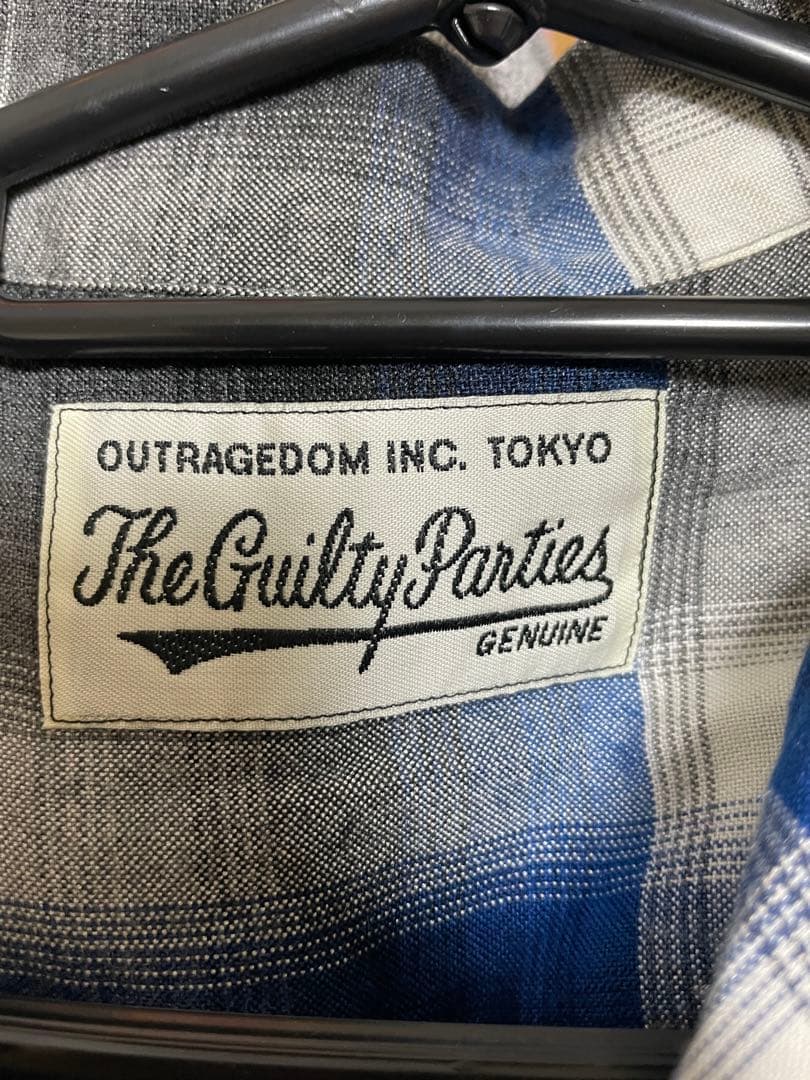 OUTRAGEDOM INC. TOKYO
The Guilty Parties
GENUINE